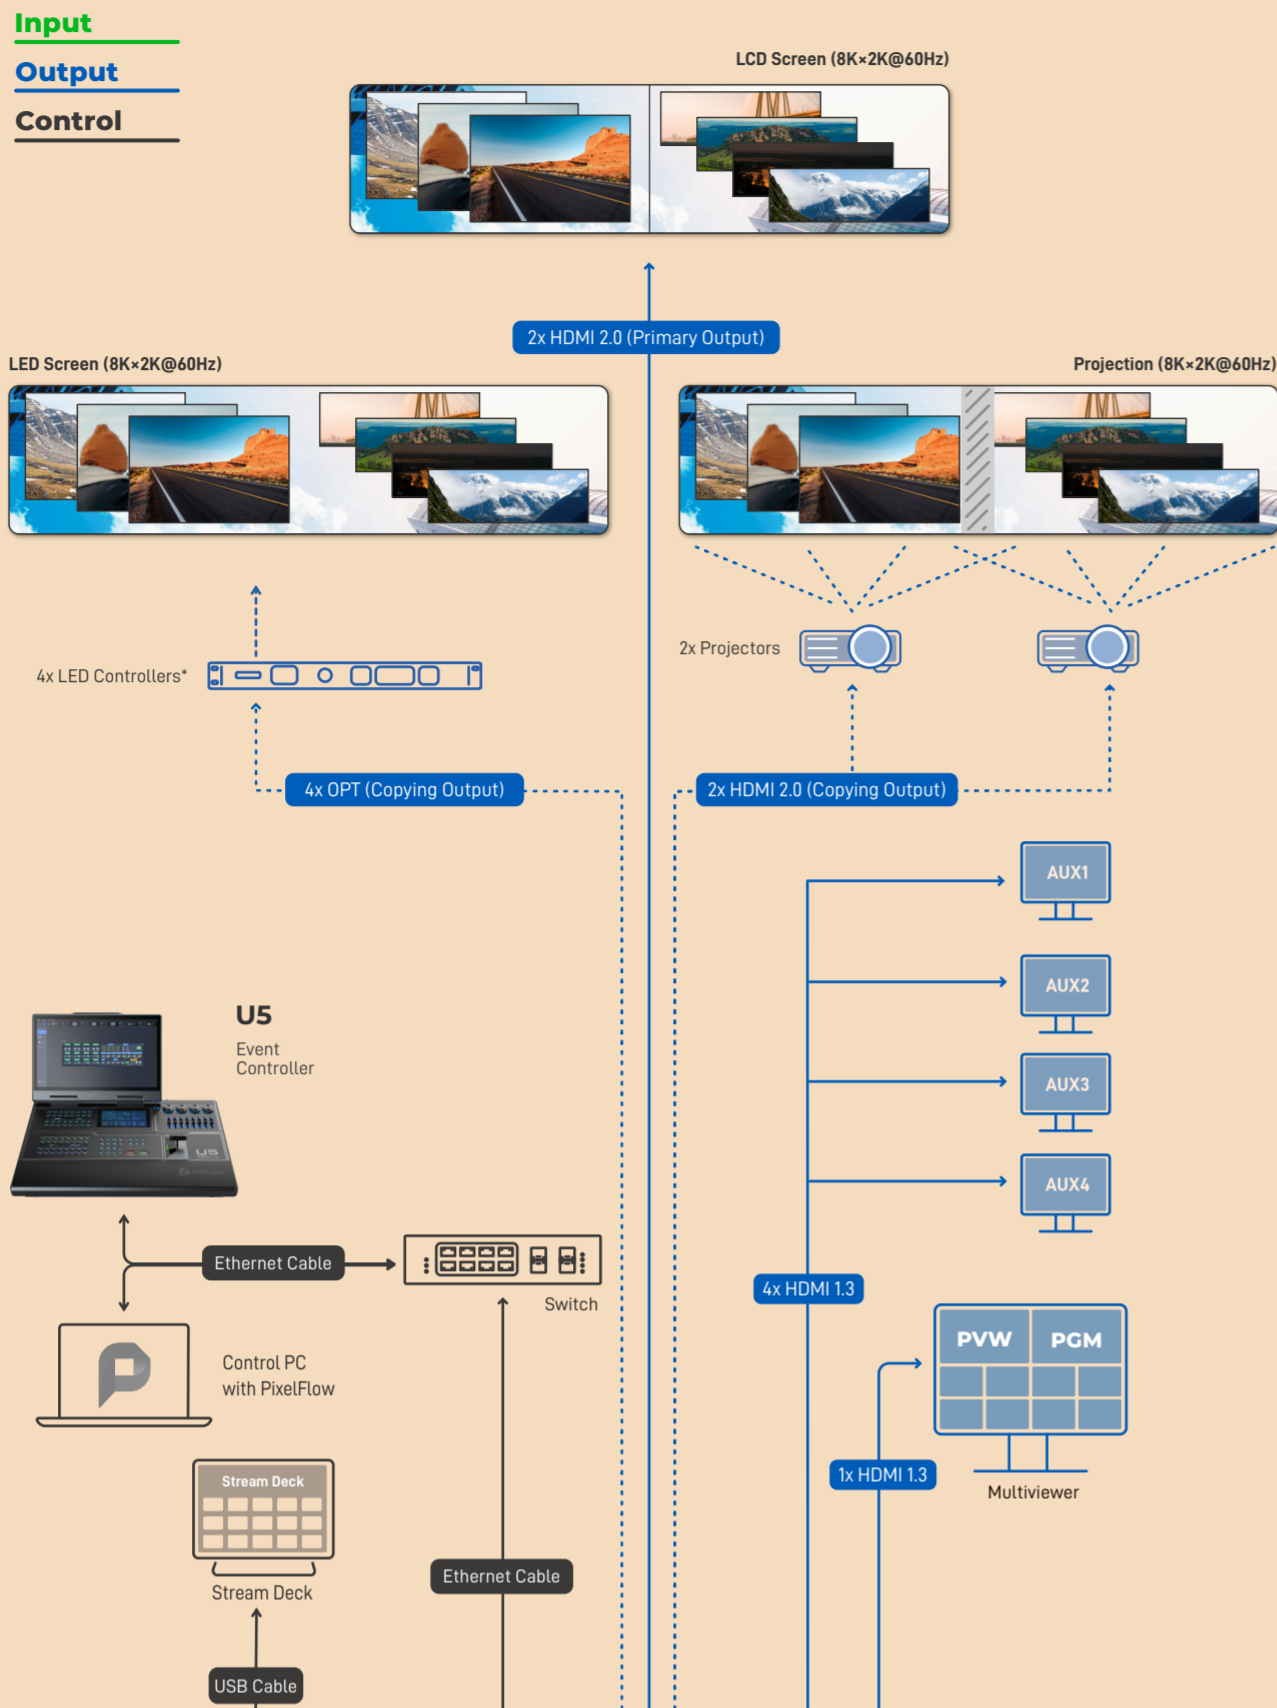 Input
Output
Control
LCD Screen (8K×2K@60Hz)
2x HDMI 2.0 (Primary Output)
LED Screen (8K×2K@60Hz)
Projection (8K×2K@60Hz)
4x LED Controllers*
2x Projectors
4x OPT (Copying Output)
2x HDMI 2.0 (Copying Output)
AUX1
AUX2
AUX3
AUX4
U5
Event
Controller
U5
Ethernet Cable
Switch
4x HDMI 1.3
PVW PGM
Control PC
with PixelFlow
1x HDMI 1.3
Multiviewer
Stream Deck
Stream Deck
Ethernet Cable
USB Cable